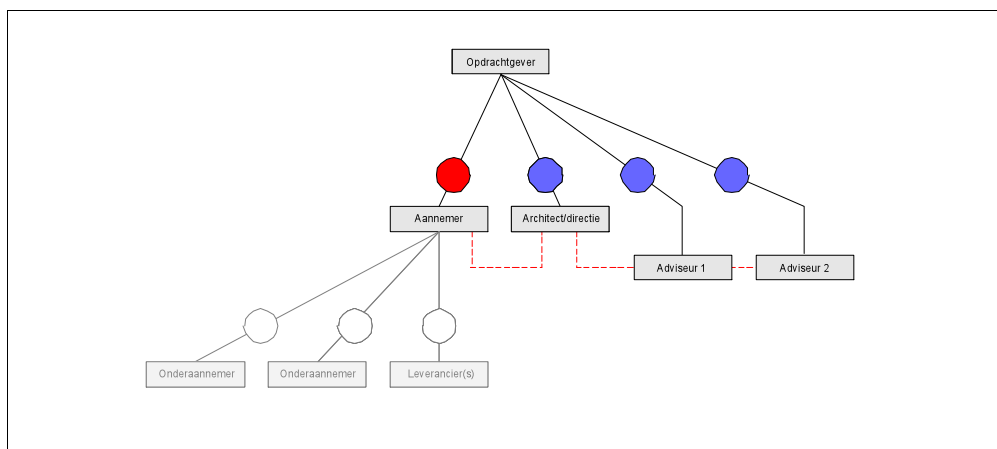 Opdrachtgever
Aannemer
Architect/directie
Adviseur 1
Adviseur 2
Onderaannemer
Onderaannemer
Leverancier(s)